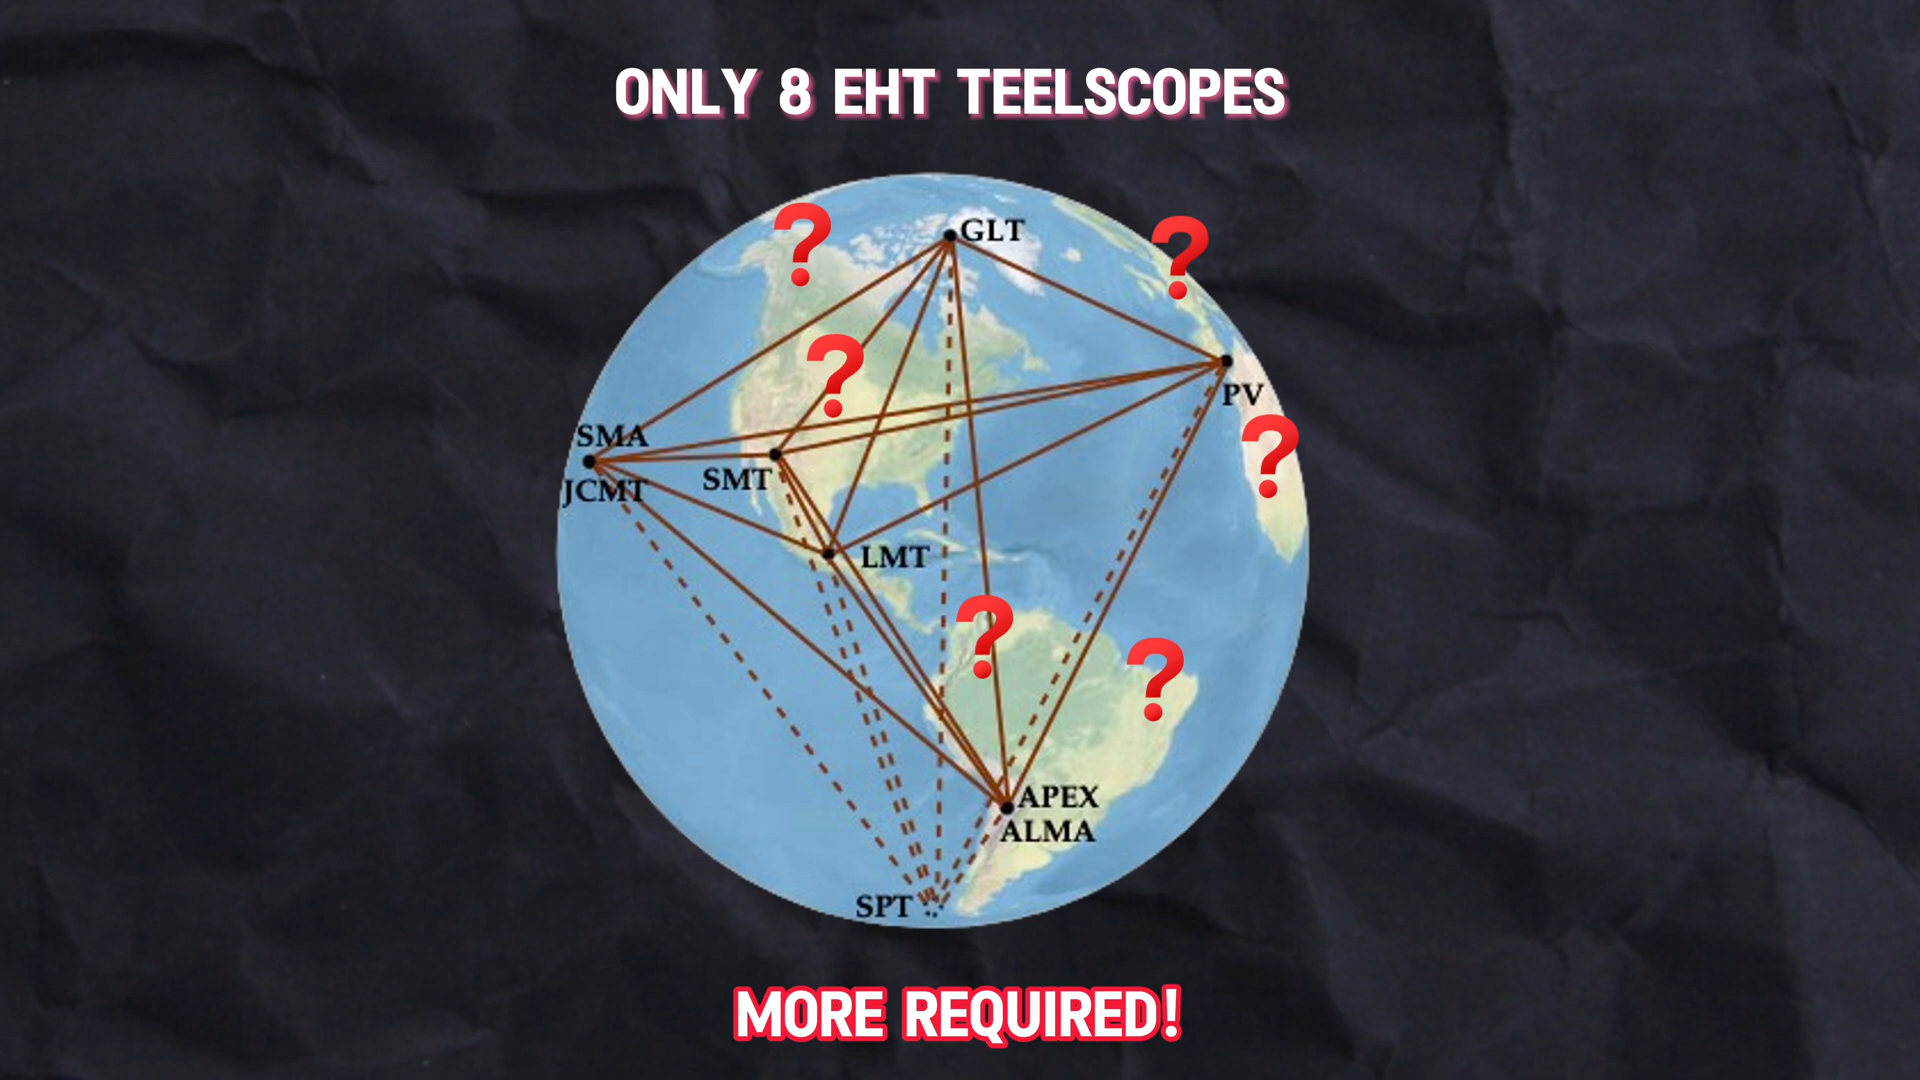 ONLY 8 EHT TEELSCOPES
?
?
GLT
?
PV
SMA
?
SMT
JCMT
LMT
?
?
APEX
ALMA
SPT
MORE REQUIRED!